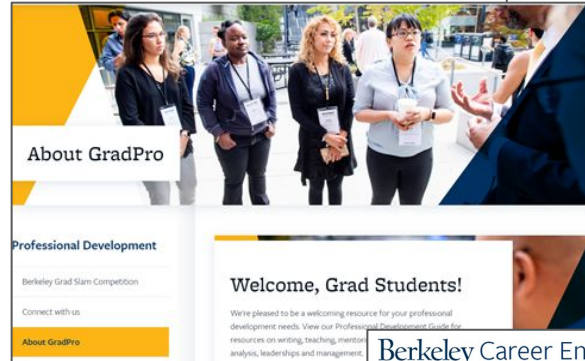 About GradPro
Professional Development
Berkeley Grad Slam Competition
Connect with us
About GradPro
Welcome, Grad Students!
We're pleased to be a welcoming resource for your professional
development needs. View our Professional Development Guide for
resources on writing, teaching, mentori
analysis, leaderships and management.
Berkeley Career En